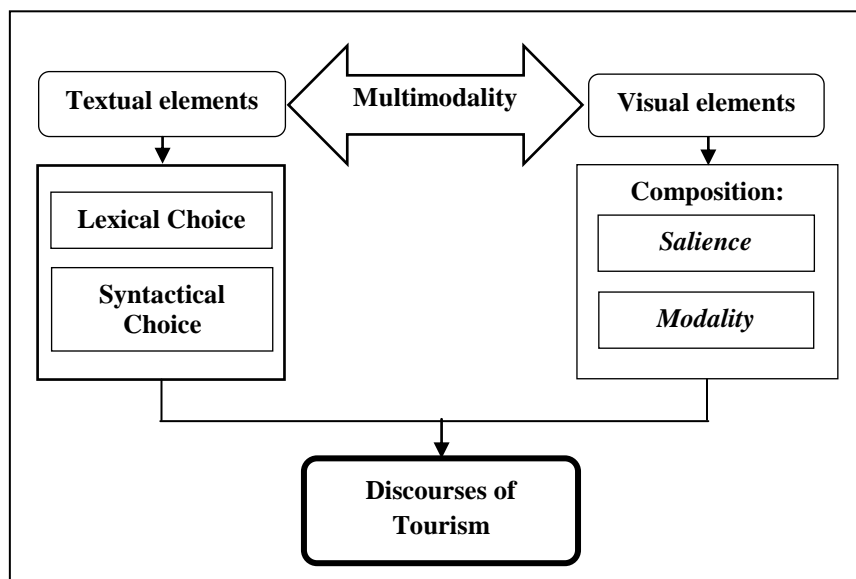 Textual elements
Multimodality
Visual elements
Lexical Choice
Syntactical
Choice
Composition:
Salience
Modality
Discourses of
Tourism